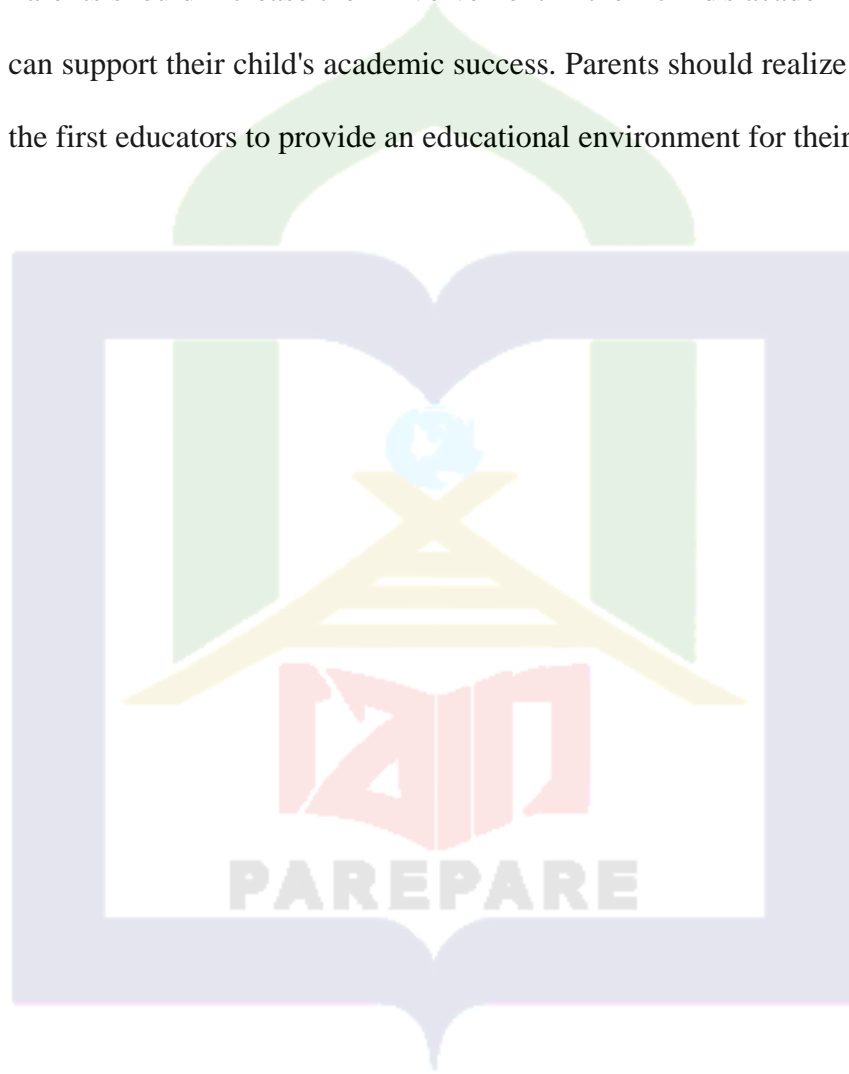 can support their child's academic success. Parents should realize
the first educators to provide an educational environment for their
iain
PAREPARE